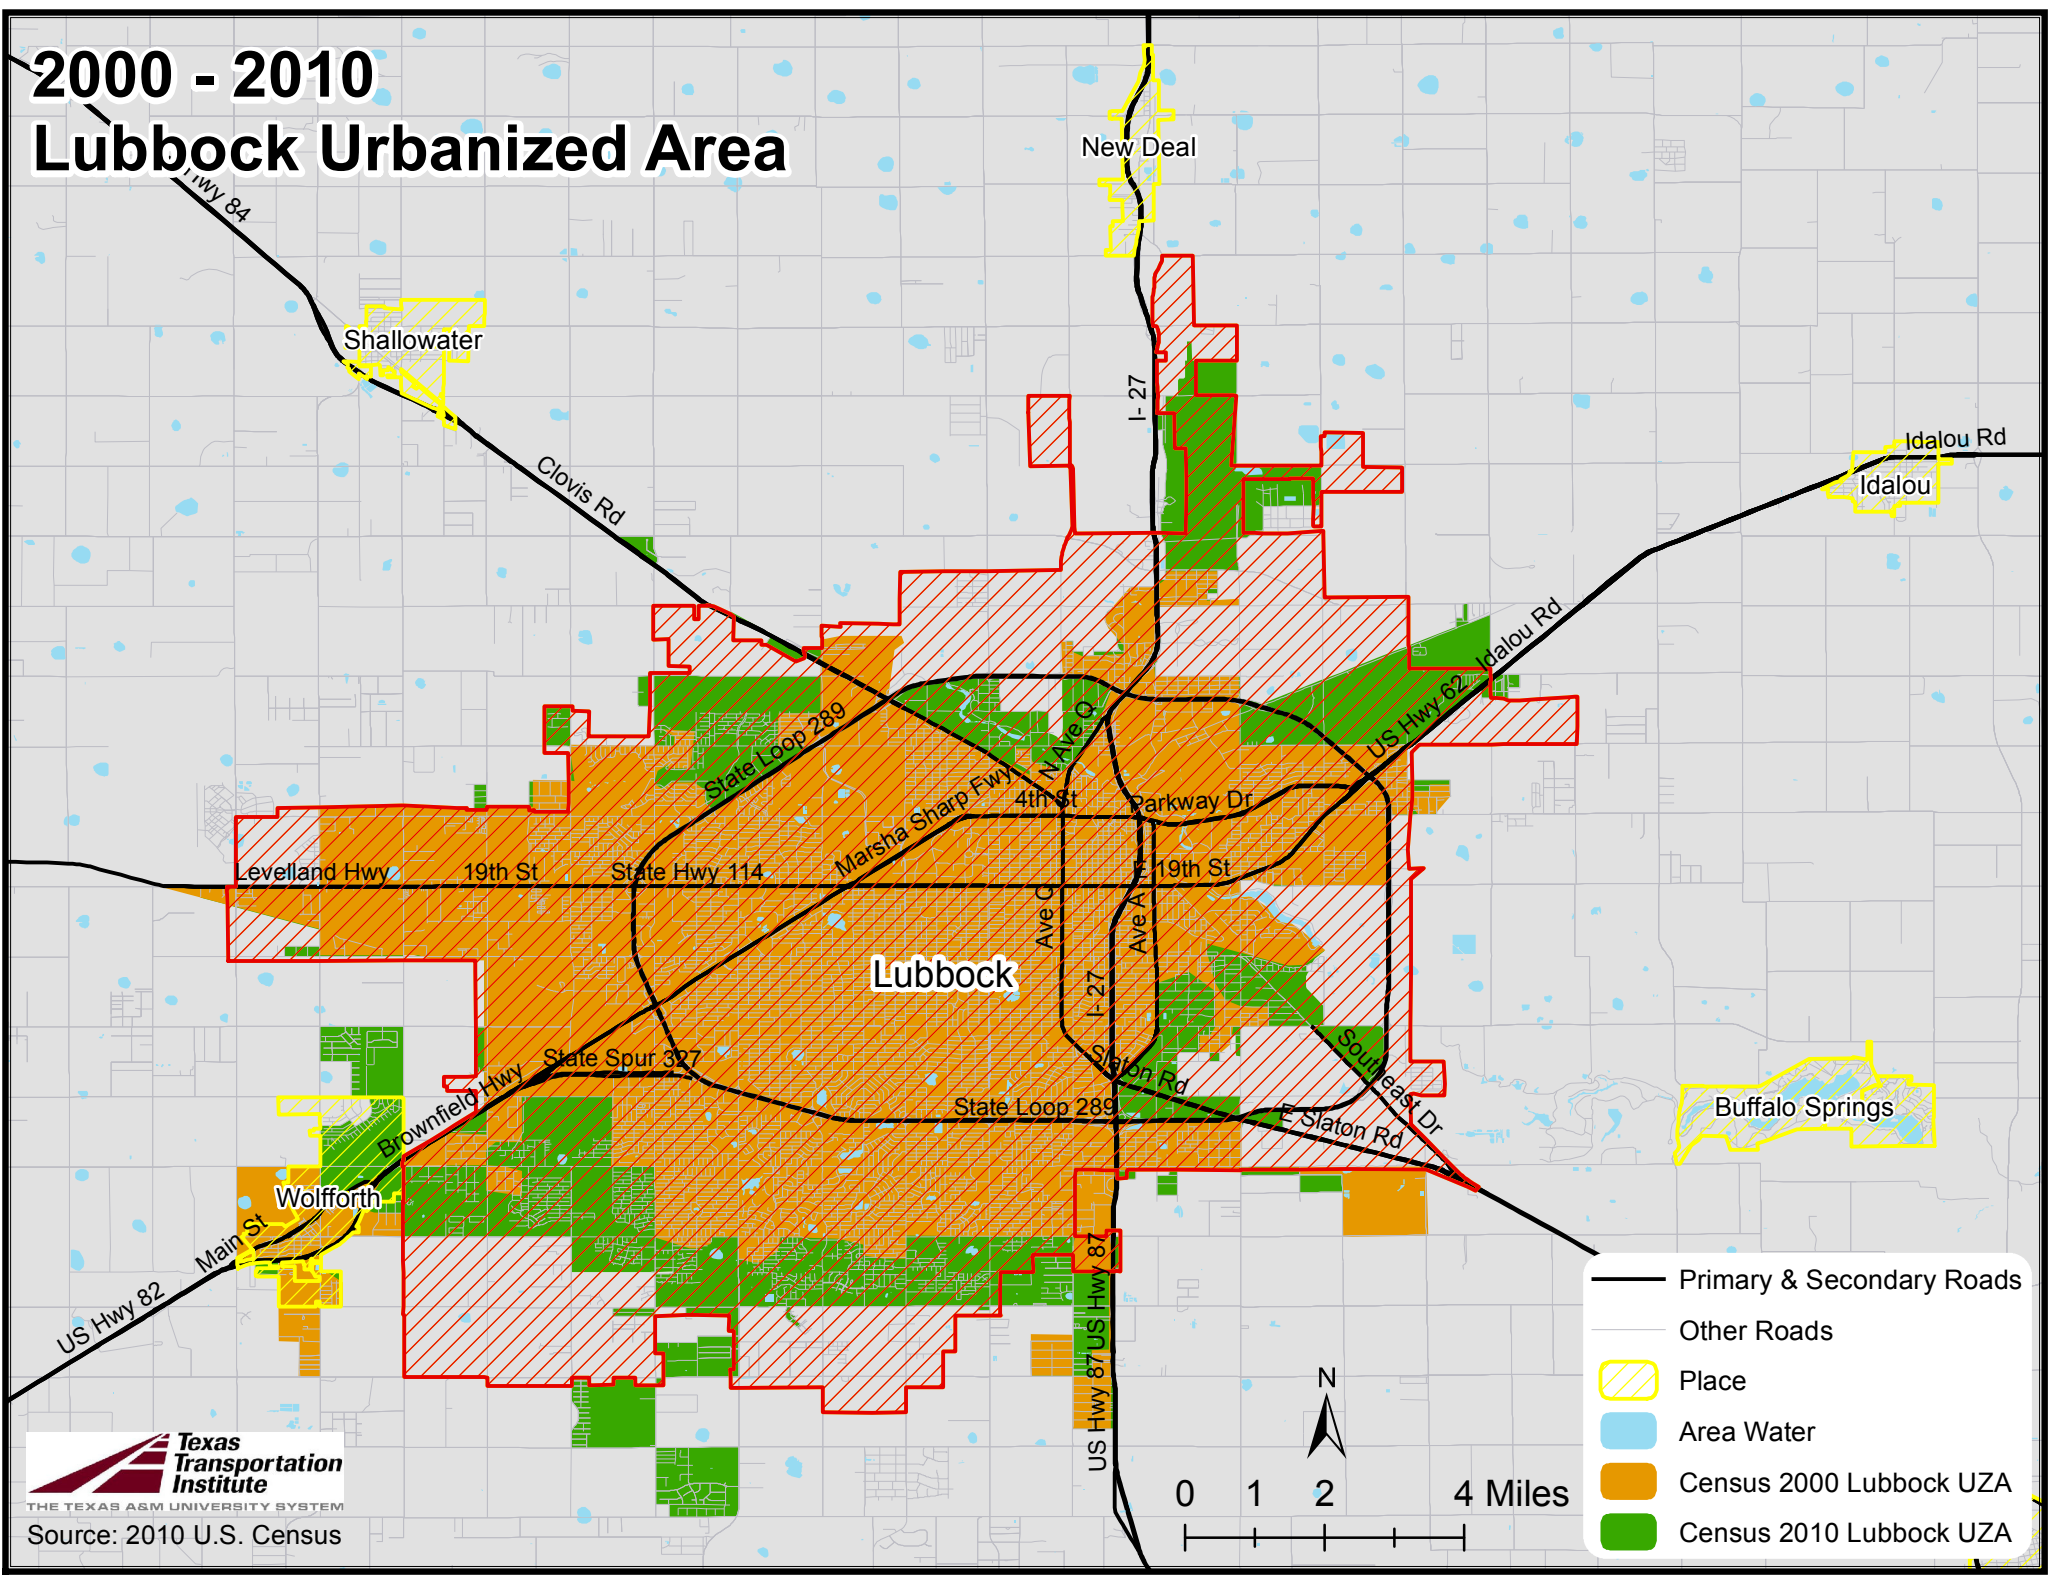 2000 - 2010
Lubbock Urbanized Area
Hwy 84
New Deal
Shallowater
I- 27
Clovis Rd
Idalou Rd
Idalou
Idalou Rd
US Hwy 62
State Loop 289
N Ave Q
Marsha Sharp Fwy
4th St
Parkway Dr
Levelland Hwy
19th St
State Hwy 114
E 19th St
Ave Q
Ave A
Lubbock
I- 27
State Spur 327
Slaton Rd
Southeast Dr
Brownfield Hwy
State Loop 289
E Slaton Rd
Buffalo Springs
Wolfforth
Main St
US Hwy 82
US Hwy 87
US Hwy 87
US Hwy 87
Primary & Secondary Roads
Other Roads
Place
Area Water
Census 2000 Lubbock UZA
Census 2010 Lubbock UZA
N
0 1 2 4 Miles
Texas
Transportation
Institute
THE TEXAS A&M UNIVERSITY SYSTEM
Source: 2010 U.S. Census